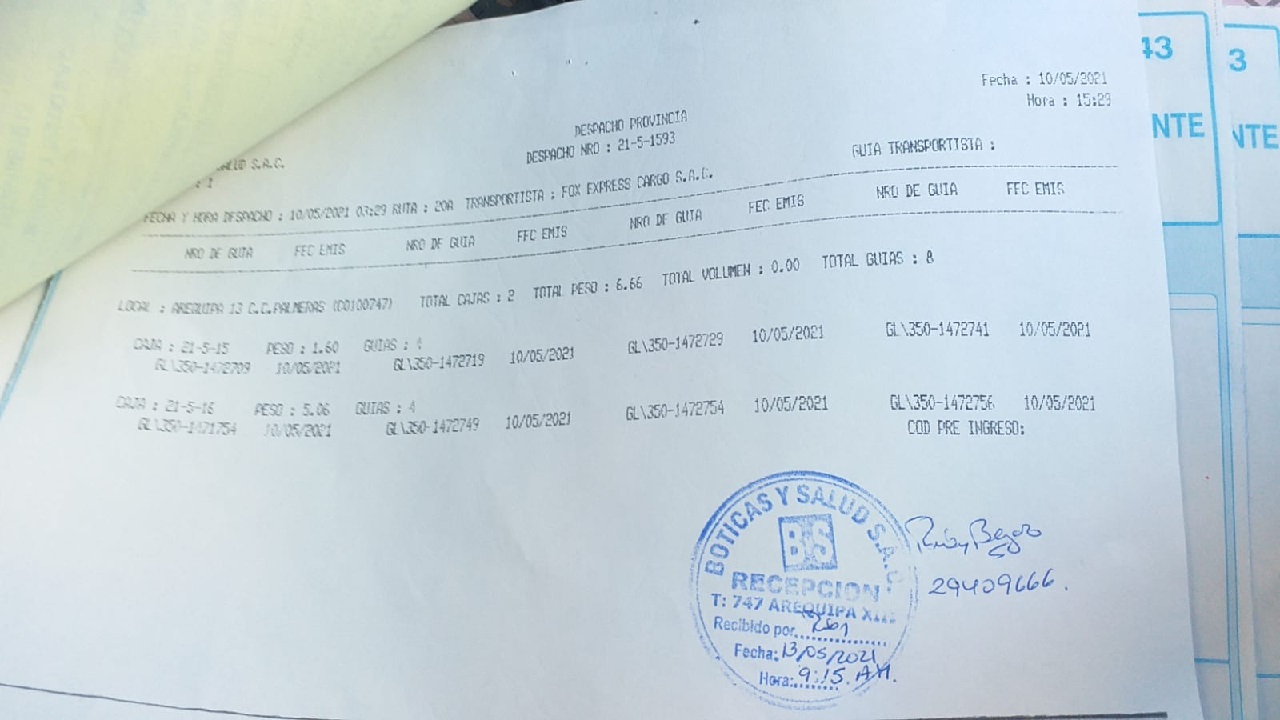 43
3
NTE
NTE
Fecha : 10/05/2021
Hora : 15:29
DESPACHO PROVINCIA
DESPACHO NRO : 21-5-1593
GUIA TRANSPORTISTA :
SALUD S.A.C.
: 1
FECHA Y HORA DESPACHO : 10/05/2021 03:29 RUTA : 20A TRANSPORTISTA : FOX EXPRESS CARGO S.A.C.
NRO DE GUIA FEC EMIS NRO DE GUIA FEC EMIS NRO DE GUIA FEC EMIS NRO DE GUIA FEC EMIS
LOCAL : AREQUIPA 13 C.C.PALMERAS (00100747) TOTAL CAJAS : 2 TOTAL PESO : 6.66 TOTAL VOLUMEN : 0.00 TOTAL GUIAS : 8
CAJA : 21-5-15 PESO : 1.60 GUIAS : 4
GL\350-1472709 10/05/2021 GL\350-1472719 10/05/2021 GL\350-1472729 10/05/2021 GL\350-1472741 10/05/2021
CAJA : 21-5-16 PESO : 5.06 GUIAS : 4
GL\350-1471754 10/05/2021 GL\350-1472749 10/05/2021 GL\350-1472754 10/05/2021 GL\350-1472756 10/05/2021
COD PRE INGRESO:
BOTICAS Y SALUD S.A.C.
BS
RECEPCION
T: 747 AREQUIPA XIII
Recibido por
Fecha: 13/05/2021
Hora: 9:15 A.M.
29409666.